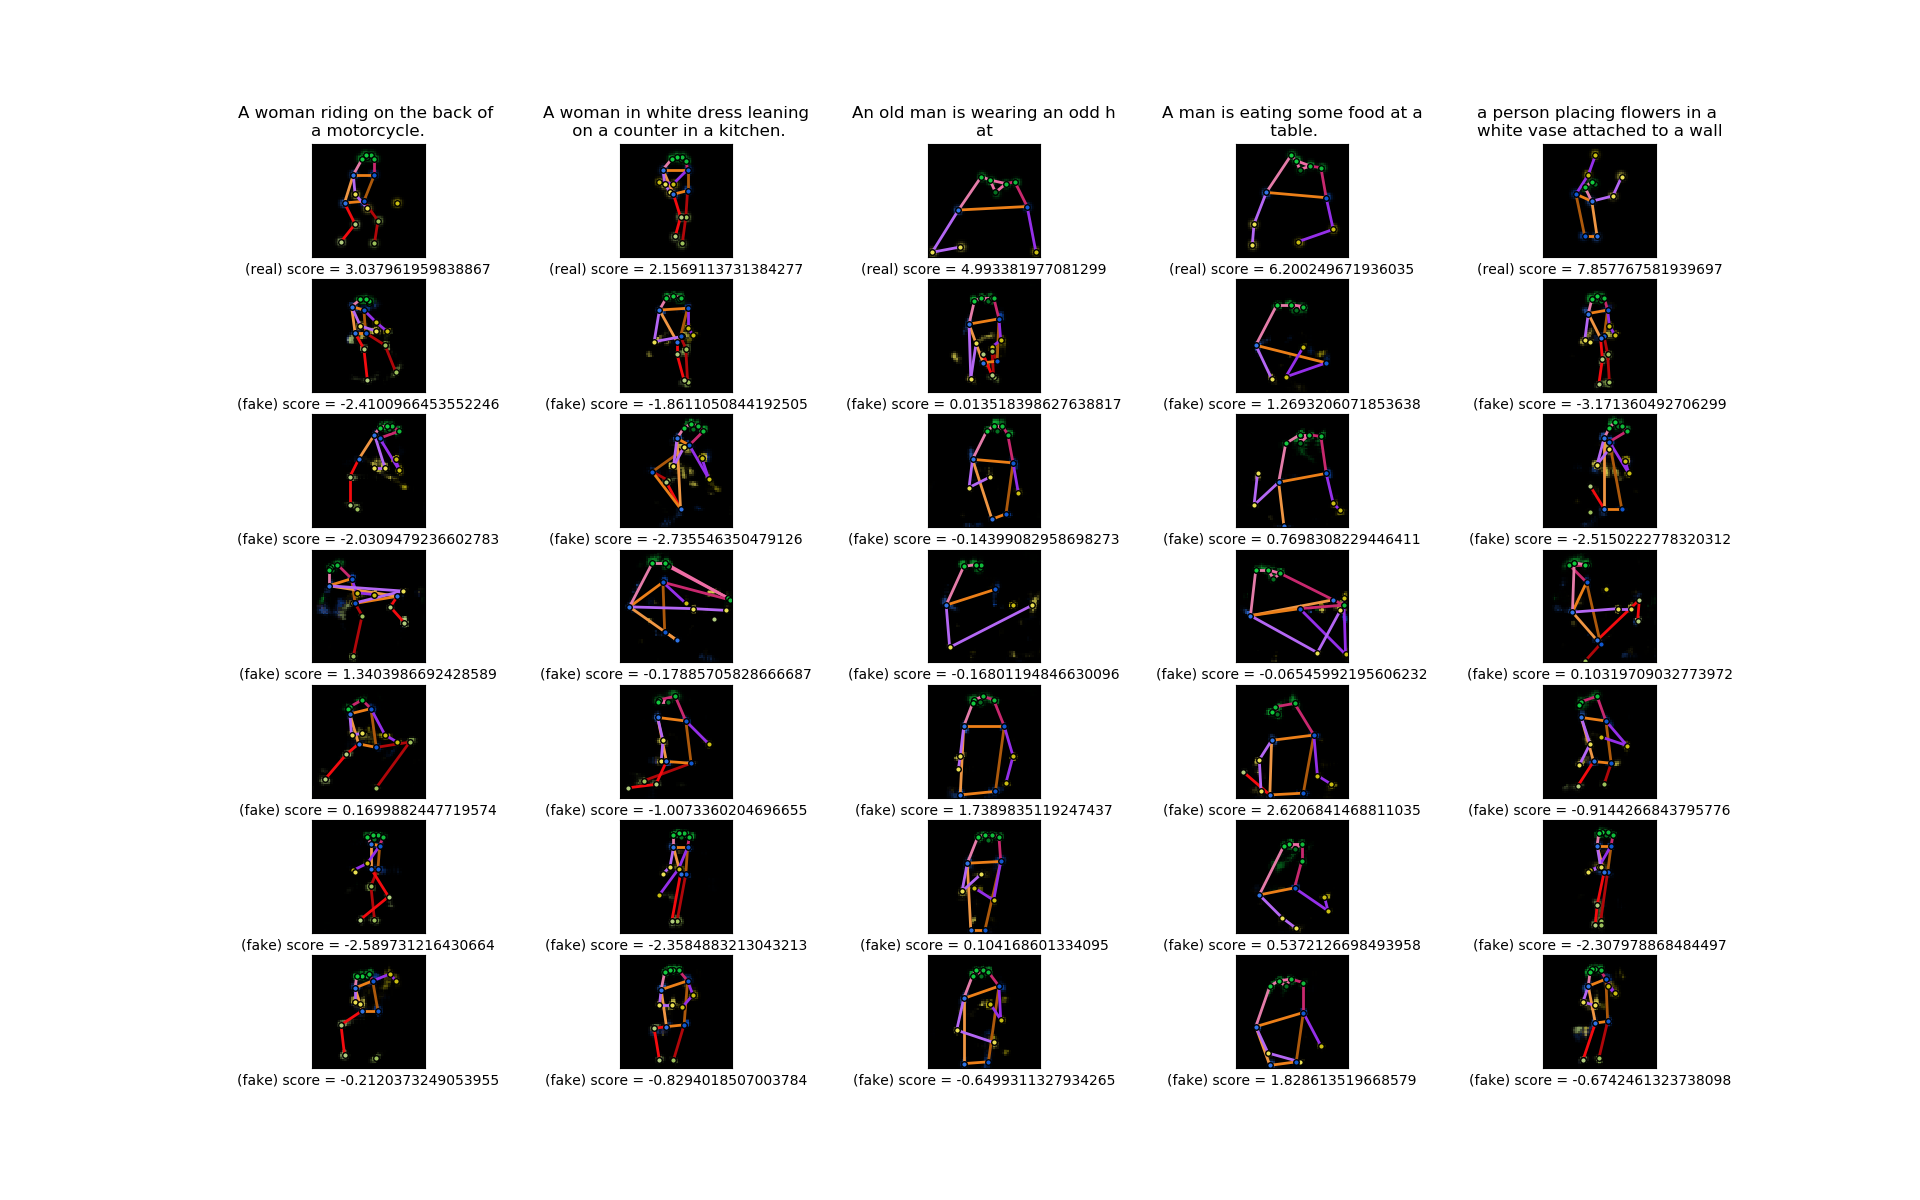 A woman riding on the back of
a motorcycle.
A woman in white dress leaning
on a counter in a kitchen.
An old man is wearing an odd h
at
A man is eating some food at a
table.
a person placing flowers in a
white vase attached to a wall
(real) score = 3.037961959838867
(real) score = 2.1569113731384277
(real) score = 4.993381977081299
(real) score = 6.200249671936035
(real) score = 7.857767581939697
(fake) score = -2.4100966453552246
(fake) score = -1.8611050844192505
(fake) score = 0.013518398627638817
(fake) score = 1.2693206071853638
(fake) score = -3.171360492706299
(fake) score = -2.0309479236602783
(fake) score = -2.735546350479126
(fake) score = -0.14399082958698273
(fake) score = 0.7698308229446411
(fake) score = -2.5150222778320312
(fake) score = 1.3403986692428589
(fake) score = -0.17885705828666687
(fake) score = -0.16801194846630096
(fake) score = -0.06545992195606232
(fake) score = 0.10319709032773972
(fake) score = 0.1699882447719574
(fake) score = -1.0073360204696655
(fake) score = 1.7389835119247437
(fake) score = 2.6206841468811035
(fake) score = -0.9144266843795776
(fake) score = -2.589731216430664
(fake) score = -2.3584883213043213
(fake) score = 0.104168601334095
(fake) score = 0.5372126698493958
(fake) score = -2.307978868484497
(fake) score = -0.2120373249053955
(fake) score = -0.8294018507003784
(fake) score = -0.6499311327934265
(fake) score = 1.828613519668579
(fake) score = -0.6742461323738098